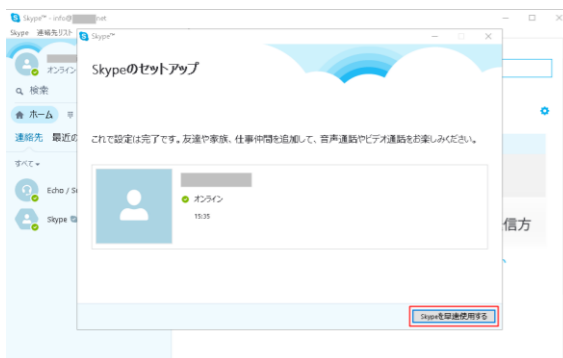 Skype™ - info@ net
Skype 連絡先リスト
Skype™
Skypeのセットアップ
オンライン
検索
ホーム
連絡先 最近の
これで設定は完了です。友達や家族、仕事仲間を追加して、音声通話やビデオ通話をお楽しみください。
すべて
オンライン
15:35
Echo / So
Skype
信方
Skypeを早速使用する